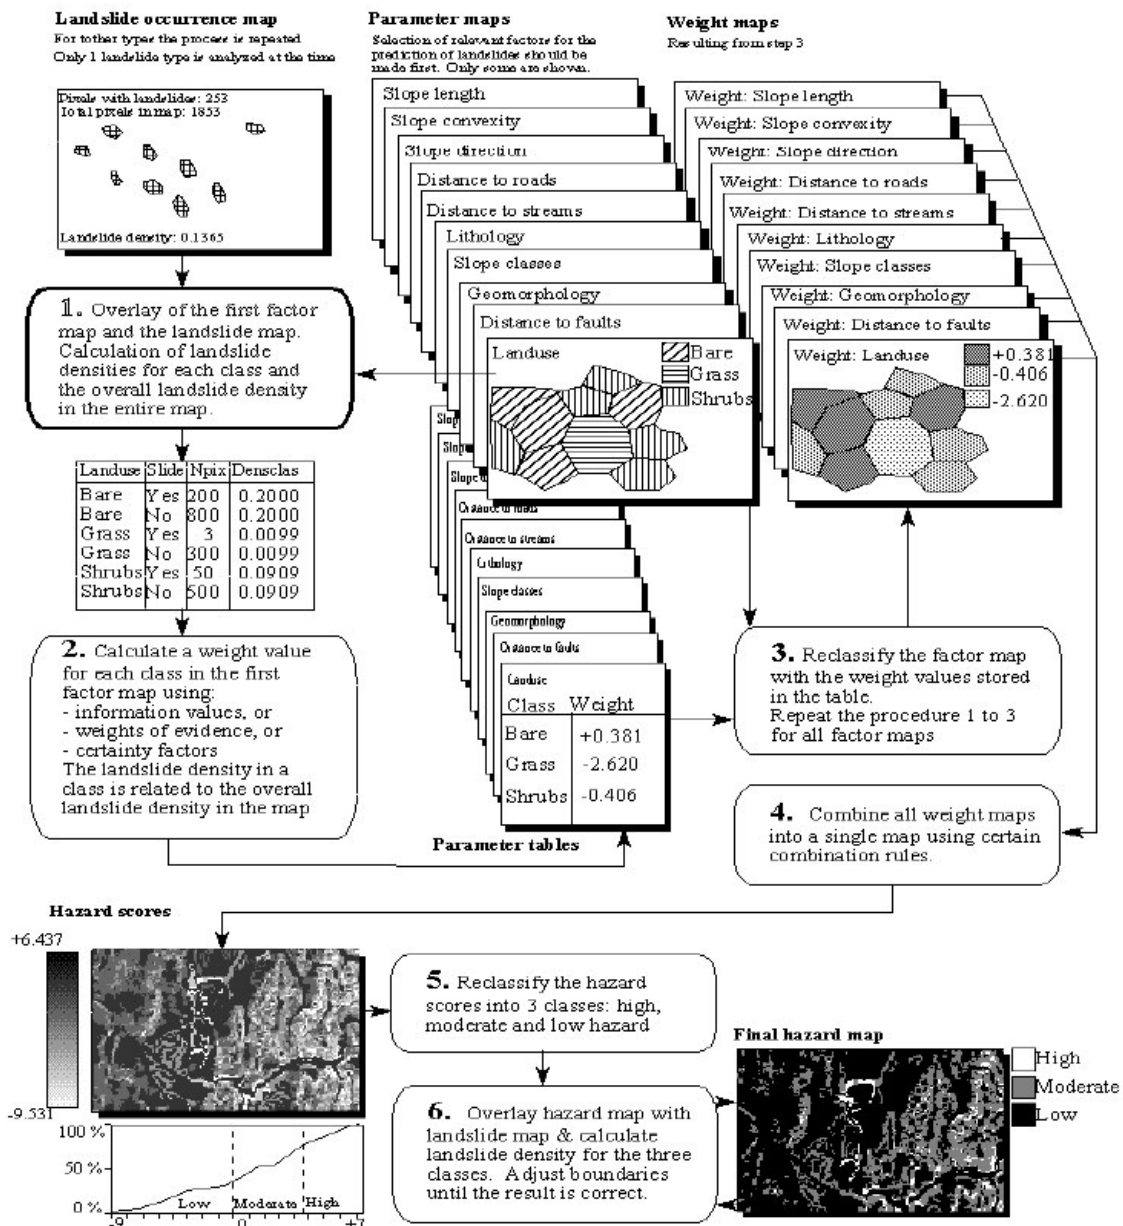 Landslide occurrence map
For tother types the process is repeated
Only 1 landslide type is analyzed at the time
Pixels with landslides: 253
Total pixels in map: 1853
Landslide density: 0.1365
Parameter maps
Selection of relevant factors for the
prediction of landslides should be
made first. Only some are shown.
Slope length
Slope convexity
Slope direction
Distance to roads
Distance to streams
Lithology
Slope classes
Geomorphology
Distance to faults
Landuse
Bare
Grass
Shrubs
Weight maps
Resulting from step 3
Weight: Slope length
Weight: Slope convexity
Weight: Slope direction
Weight: Distance to roads
Weight: Distance to streams
Weight: Lithology
Weight: Slope classes
Weight: Geomorphology
Weight: Distance to faults
Weight: Landuse
+0.381
-0.406
-2.620
1. Overlay of the first factor
map and the landslide map.
Calculation of landslide
densities for each class and
the overall landslide density
in the entire map.
Landuse Slide Npix Densclas
Bare Yes 200 0.2000
Bare No 800 0.2000
Grass Yes 3 0.0099
Grass No 300 0.0099
Shrubs Yes 50 0.0909
Shrubs No 500 0.0909
2. Calculate a weight value
for each class in the first
factor map using:
- information values, or
- weights of evidence, or
- certainty factors
The landslide density in a
class is related to the overall
landslide density in the map
Distance to roads
Distance to streams
Lithology
Slope classes
Geomorphology
Distance to faults
Landuse
Class Weight
Bare +0.381
Grass -2.620
Shrubs -0.406
Parameter tables
3. Reclassify the factor map
with the weight values stored
in the table.
Repeat the procedure 1 to 3
for all factor maps
4. Combine all weight maps
into a single map using certain
combination rules.
Hazard scores
+6.437
-9.531
100 %
50 %
0 %
Low Moderate High
-9 0 +7
5. Reclassify the hazard
scores into 3 classes: high,
moderate and low hazard
6. Overlay hazard map with
landslide map & calculate
landslide density for the three
classes. Adjust boundaries
until the result is correct.
Final hazard map
High
Moderate
Low